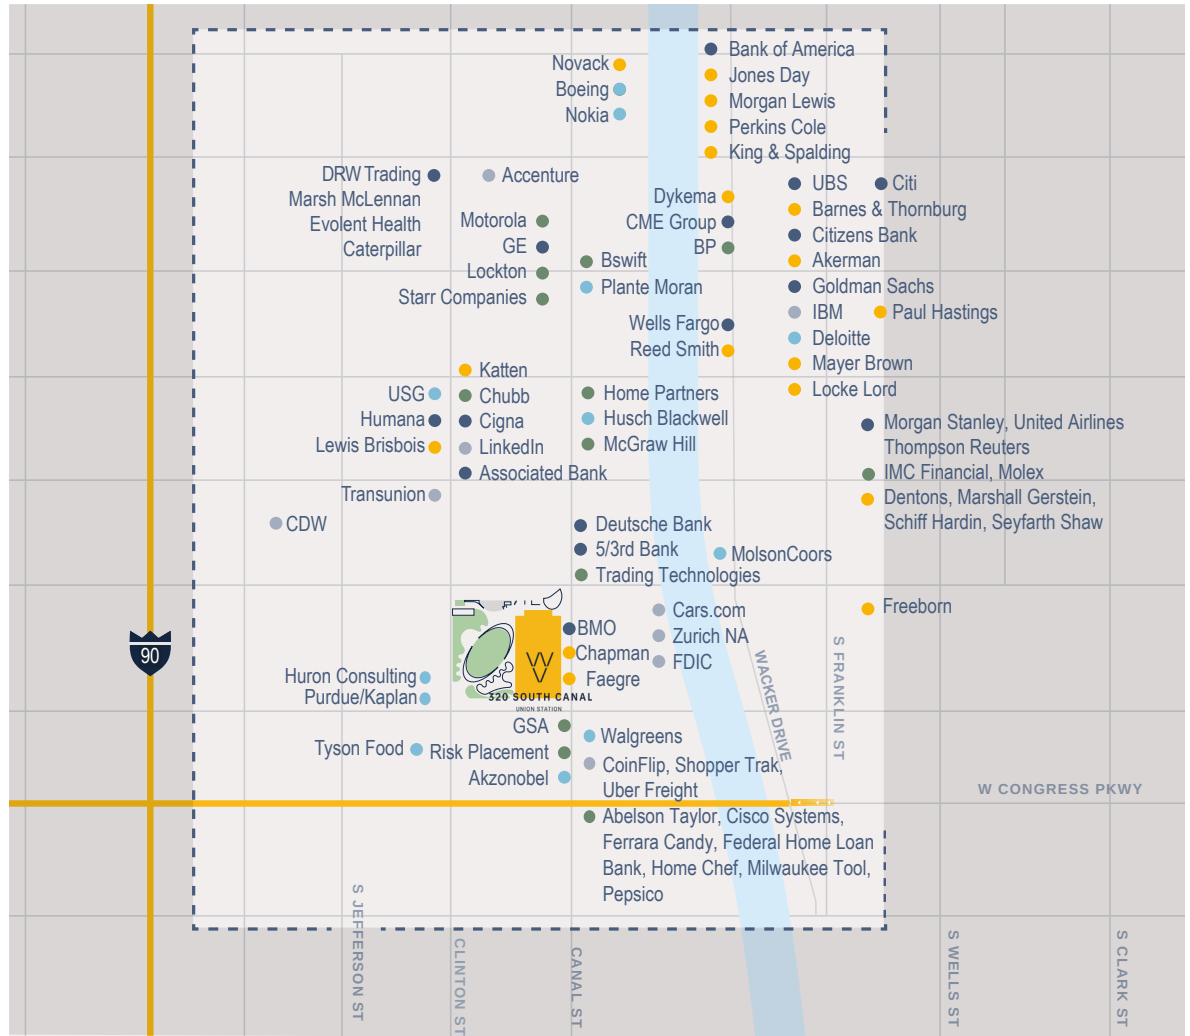 Novack
Boeing
Nokia
Bank of America
Jones Day
Morgan Lewis
Perkins Cole
King & Spalding
DRW Trading
Marsh McLennan
Evolent Health
Caterpillar
Accenture
Motorola
GE
Lockton
Starr Companies
Bswift
Plante Moran
Dykema
CME Group
BP
Wells Fargo
Reed Smith
UBS
Citi
Barnes & Thornburg
Citizens Bank
Akerman
Goldman Sachs
IBM
Paul Hastings
Deloitte
Mayer Brown
Locke Lord
USG
Humana
Lewis Brisbois
Transunion
CDW
Katten
Chubb
Cigna
LinkedIn
Associated Bank
Home Partners
Husch Blackwell
McGraw Hill
Morgan Stanley, United Airlines
Thompson Reuters
IMC Financial, Molex
Dentons, Marshall Gerstein,
Schiff Hardin, Seyfarth Shaw
Deutsche Bank
5/3rd Bank
Trading Technologies
MolsonCoors
Cars.com
Zurich NA
FDIC
Freeborn
BMO
Chapman
Faegre
320 SOUTH CANAL
UNION STATION
90
Huron Consulting
Purdue/Kaplan
Tyson Food
GSA
Risk Placement
Akzonobel
Walgreens
CoinFlip, Shopper Trak,
Uber Freight
Abelson Taylor, Cisco Systems,
Ferrara Candy, Federal Home Loan
Bank, Home Chef, Milwaukee Tool,
Pepsico
WACKER DRIVE
S FRANKLIN ST
W CONGRESS PKWY
S JEFFERSON ST
CLINTON ST
CANAL ST
S WELLS ST
S CLARK ST